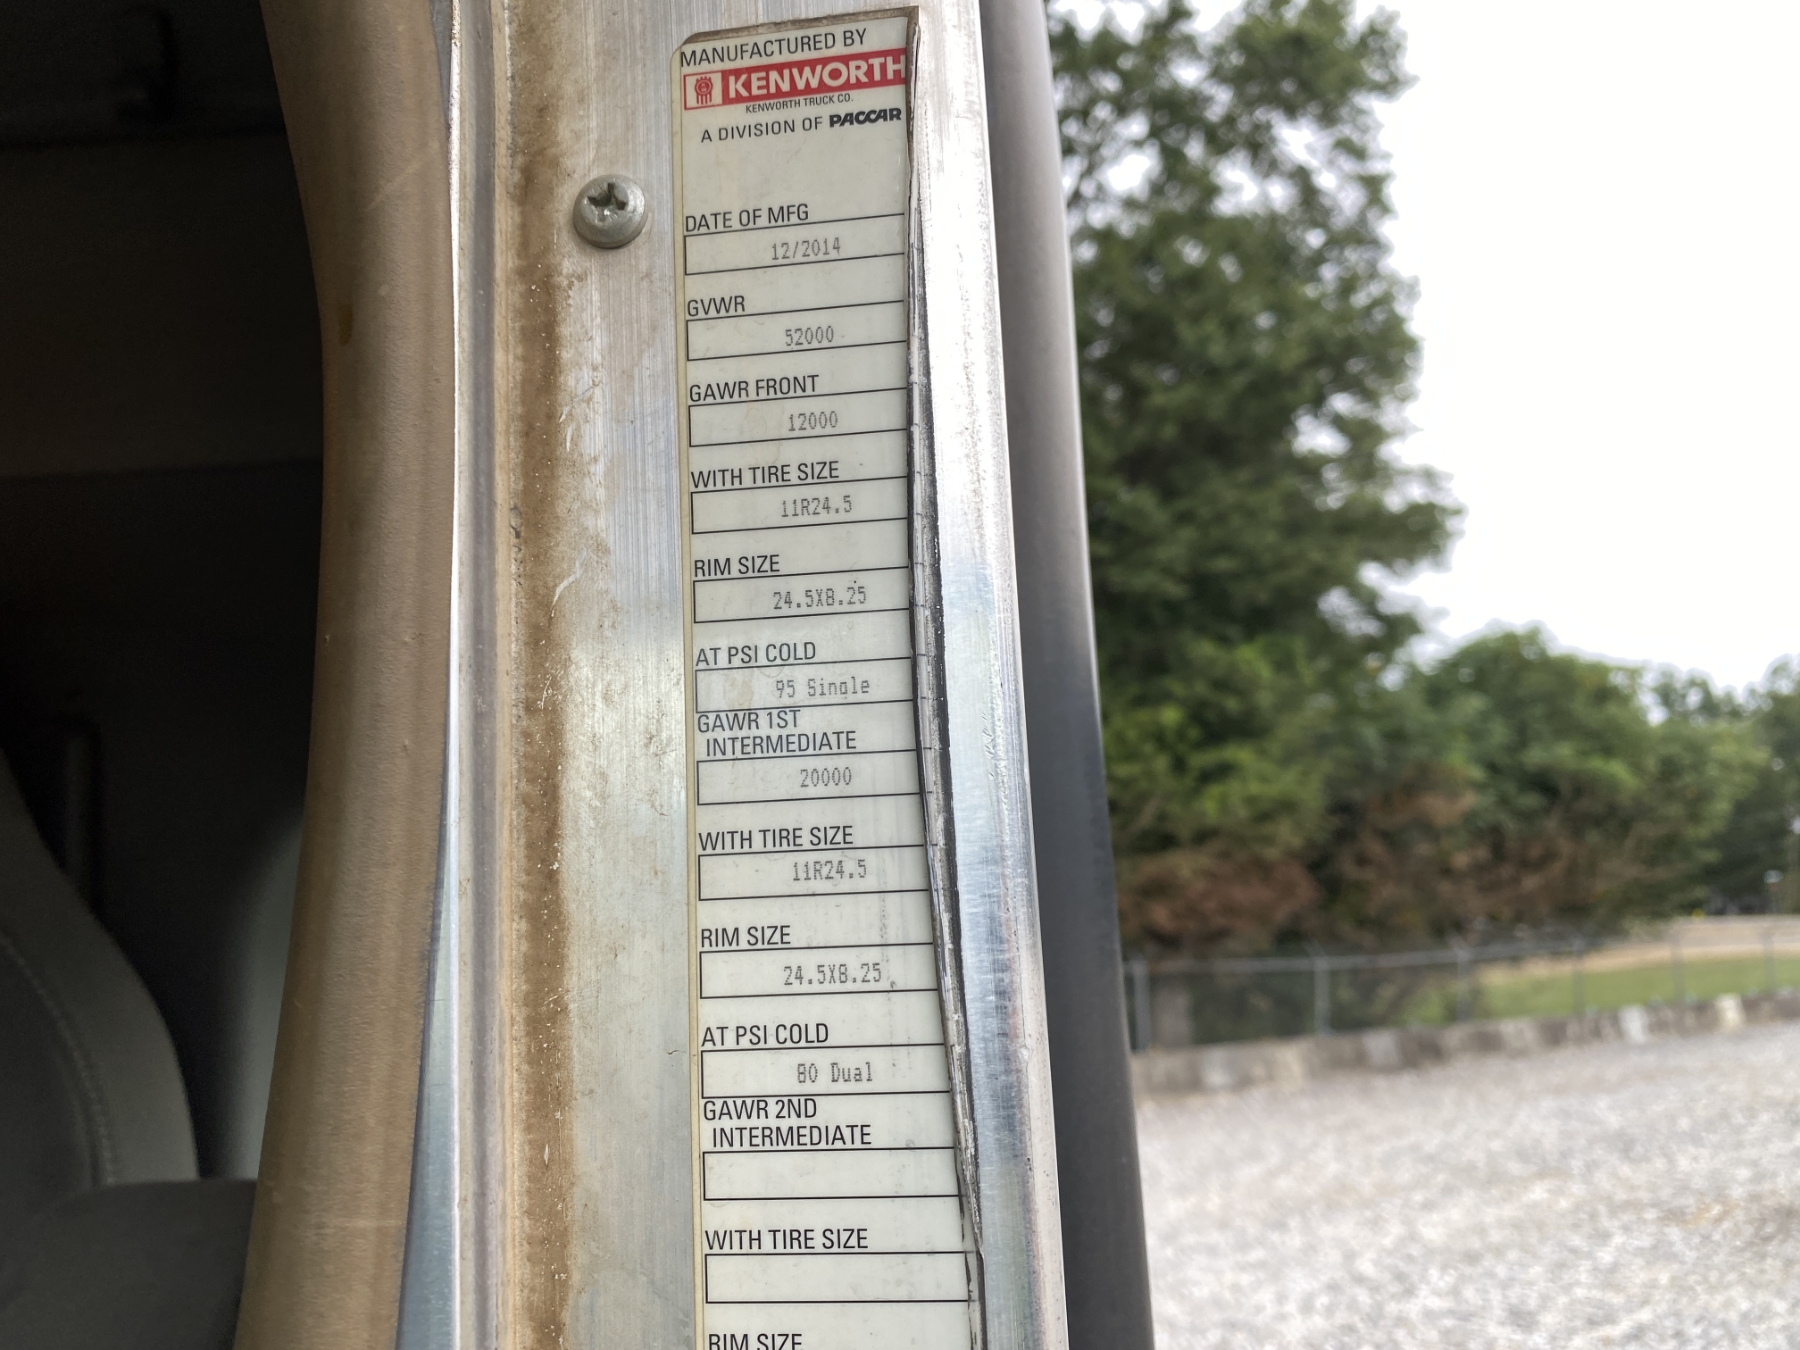 MANUFACTURED BY
KENWORTH
KENWORTH TRUCK CO.
A DIVISION OF PACCAR
DATE OF MFG
12/2014
GVWR
52000
GAWR FRONT
12000
WITH TIRE SIZE
11R24.5
RIM SIZE
24.5X8.25
AT PSI COLD
95 Single
GAWR 1ST
INTERMEDIATE
20000
WITH TIRE SIZE
11R24.5
RIM SIZE
24.5X8.25
AT PSI COLD
80 Dual
GAWR 2ND
INTERMEDIATE
WITH TIRE SIZE
RIM SIZE